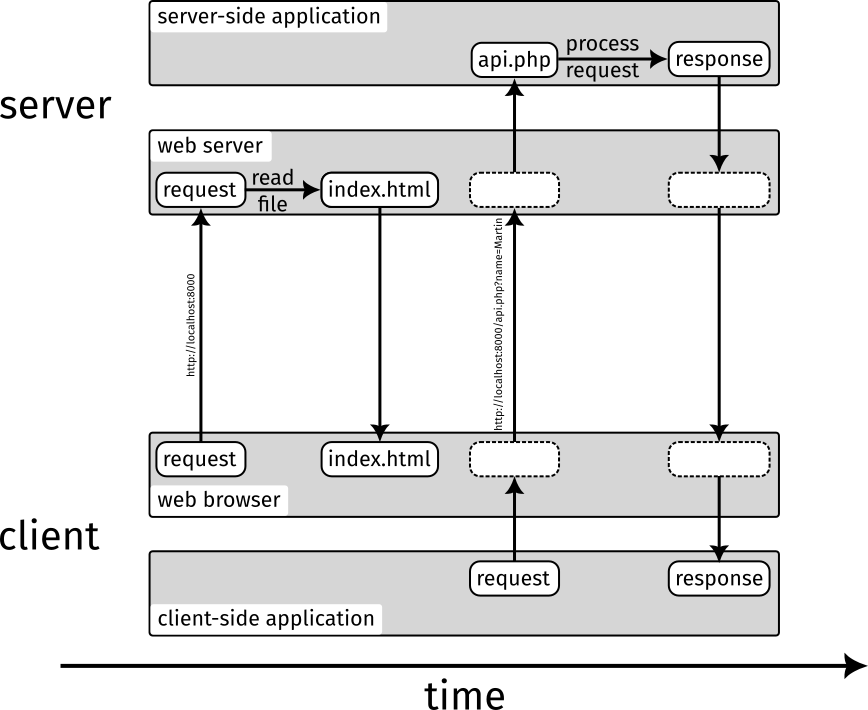 server-side application
api.php
process
request
response
server
web server
request
read
file
index.html
http://localhost:8000
http://localhost:8000/api.php?name=Martin
request
index.html
web browser
client
request
response
client-side application
time